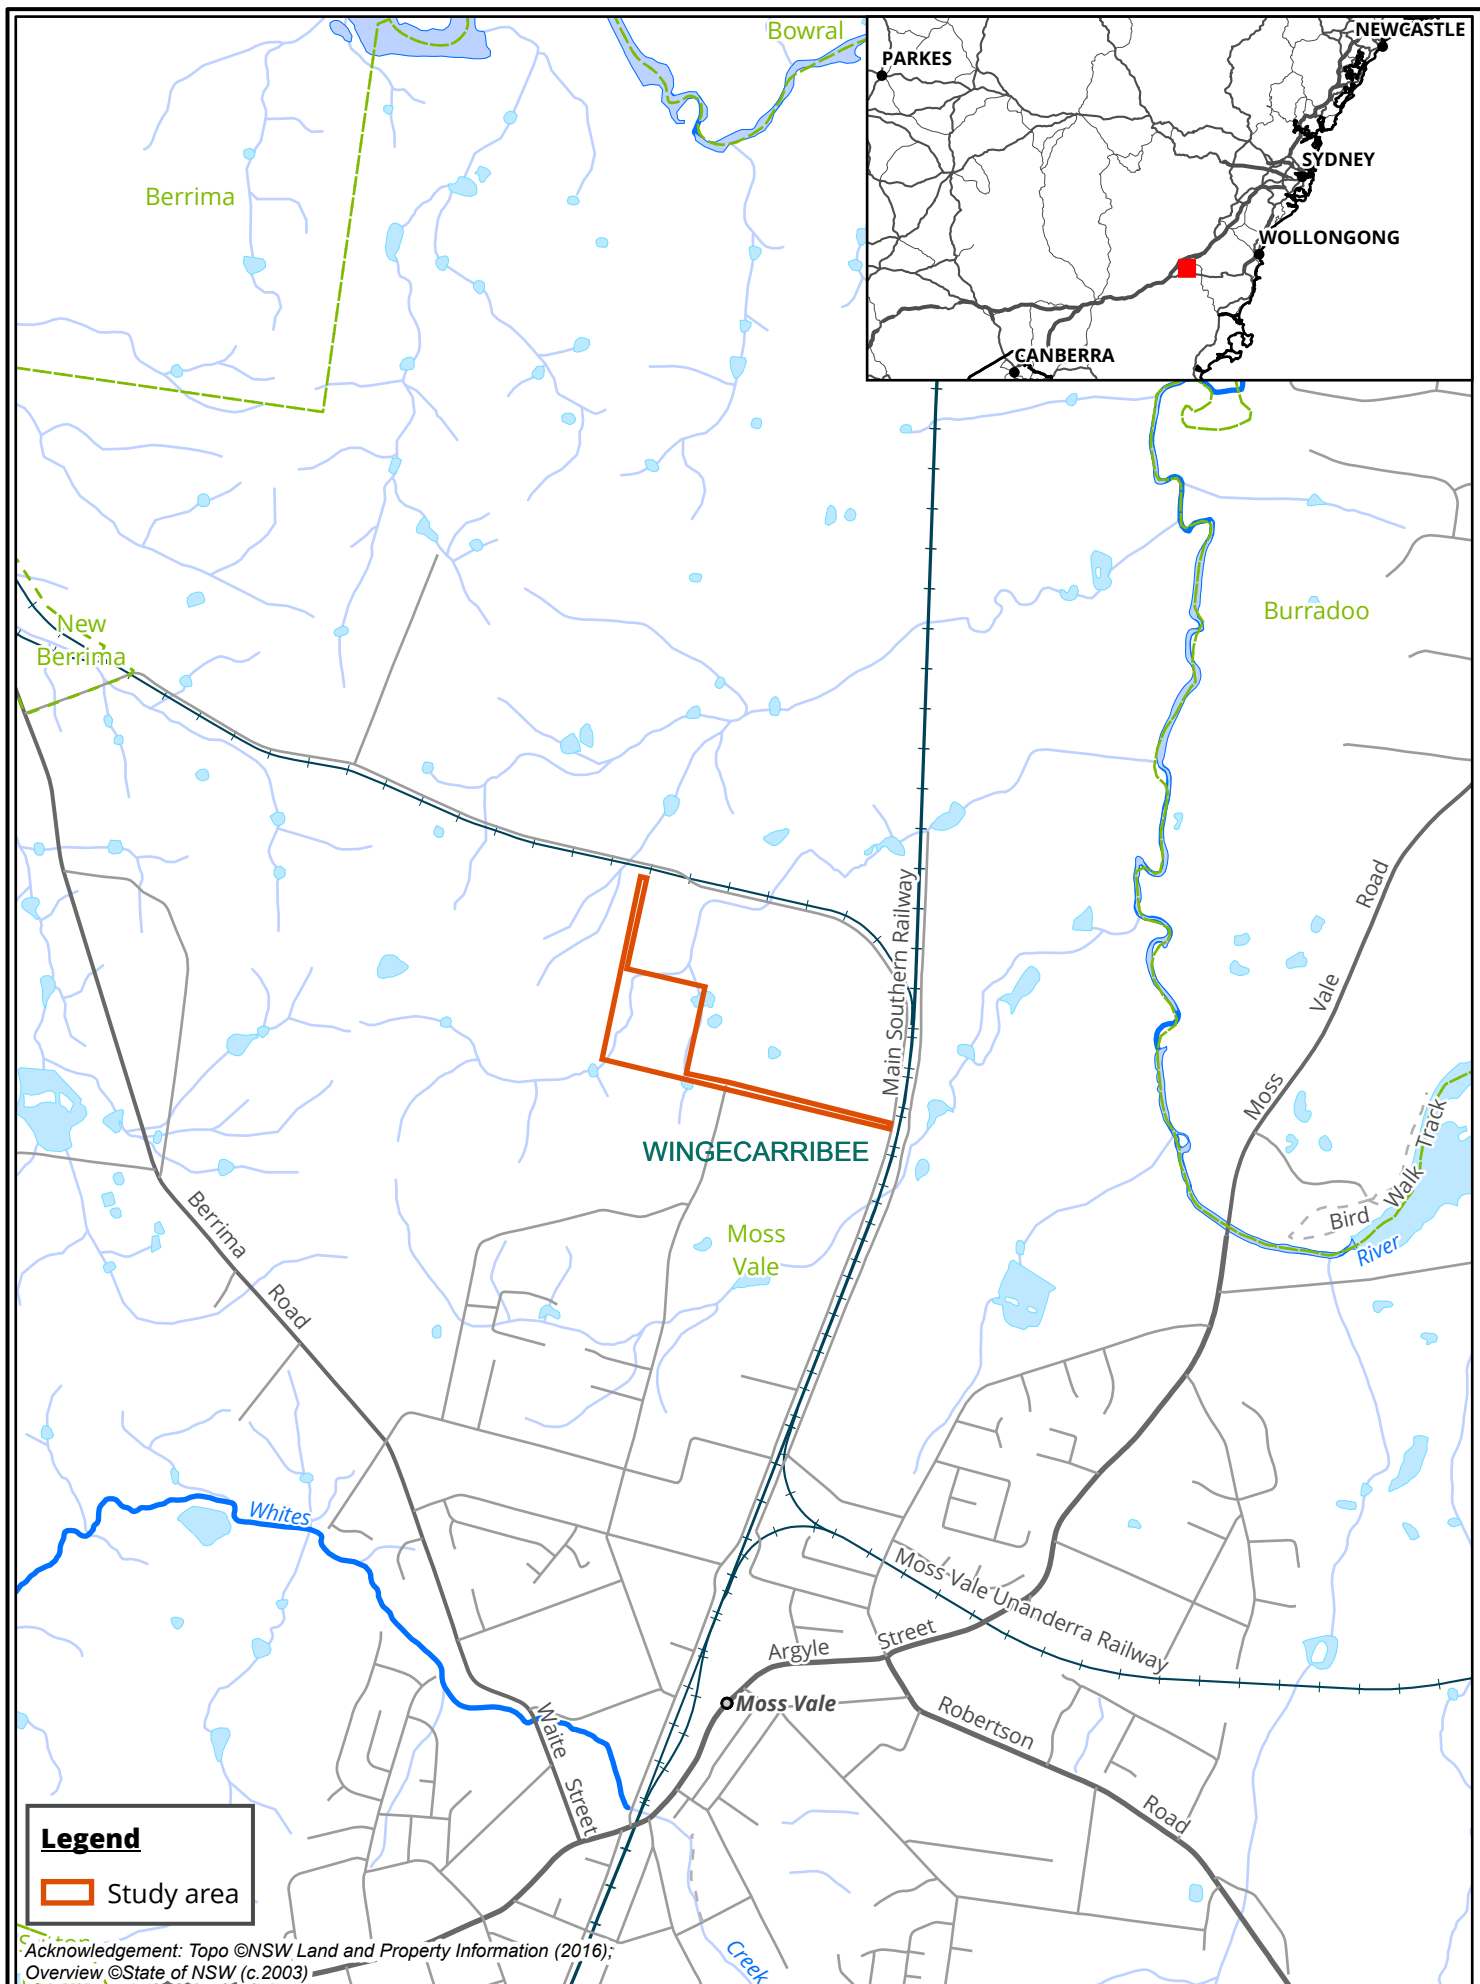 Bowral
NEWCASTLE
PARKES
SYDNEY
WOLLONGONG
CANBERRA
Berrima
New
Berrima
Burradoo
Main Southern Railway
Moss Vale Road
WINGECARRIBEE
Moss
Vale
Berrima Road
Bird Walk Track
River
Whites
Moss Vale Unanderra Railway
Argyle Street
Moss Vale
Robertson Road
Waite Street
Creek
Legend
Study area
Sutton
Acknowledgement: Topo ©NSW Land and Property Information (2016);
Overview ©State of NSW (c.2003)